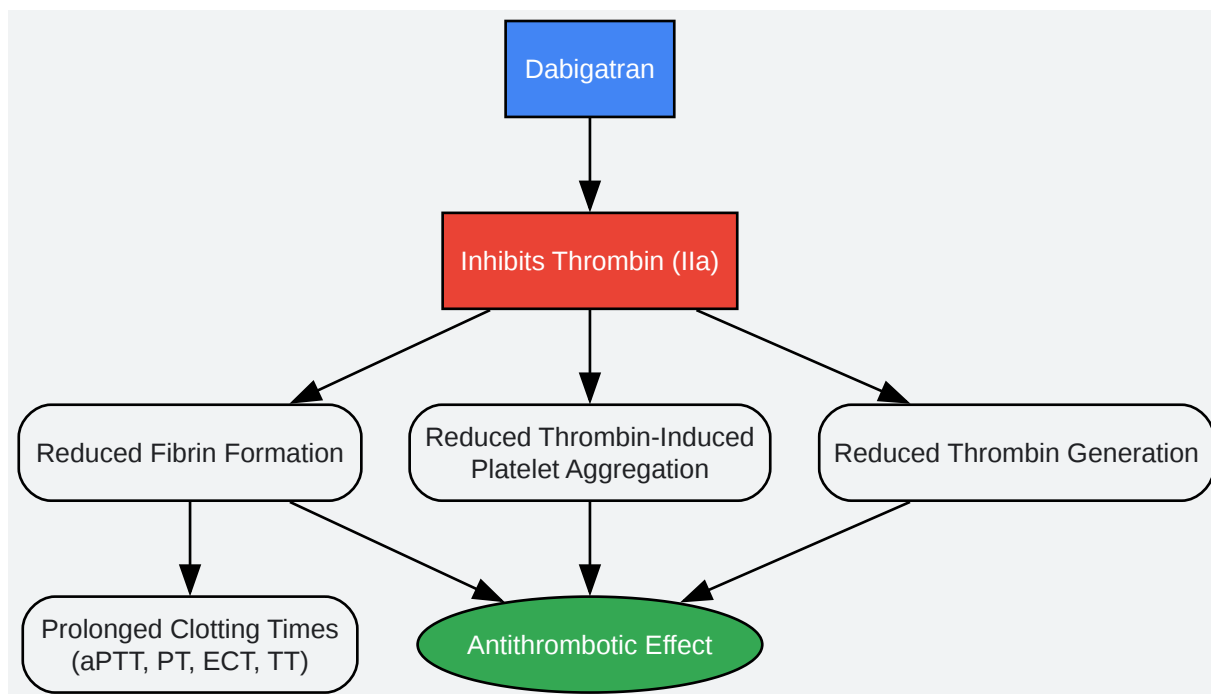 Dabigatran
Inhibits Thrombin (IIa)
Reduced Fibrin Formation
Reduced Thrombin-Induced
Platelet Aggregation
Reduced Thrombin Generation
Prolonged Clotting Times
(aPTT, PT, ECT, TT)
Antithrombotic Effect